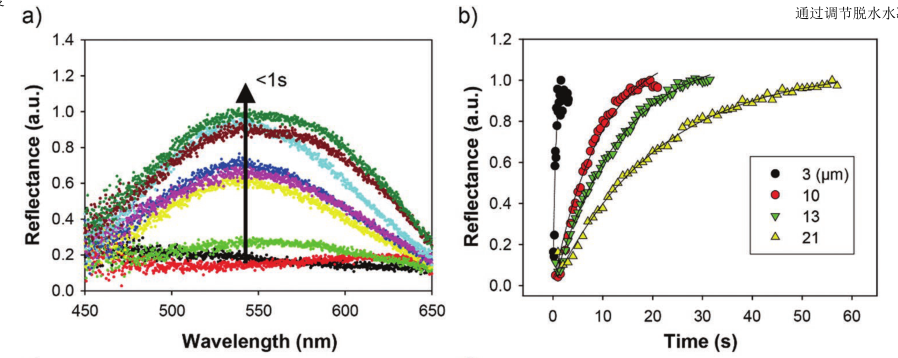 通过调节脱水水
a)
b)
<1s
Reflectance (a.u.)
1.4
1.2
1.0
0.8
0.6
0.4
0.2
0.0
450 500 550 600 650
Wavelength (nm)
Reflectance (a.u.)
1.2
1.0
0.8
0.6
0.4
0.2
0.0
0 10 20 30 40 50 60
Time (s)
3 (μm)
10
13
21